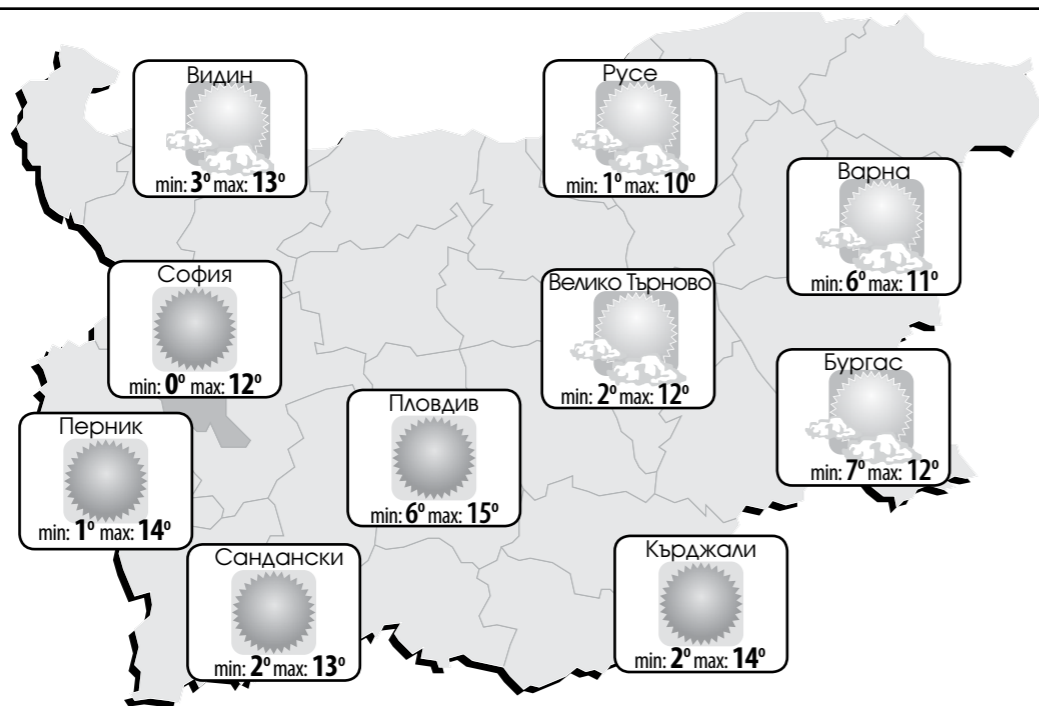 Видин
min: 3° max: 13°
Русе
min: 1° max: 10°
Варна
min: 6° max: 11°
София
min: 0° max: 12°
Велико Търново
min: 2° max: 12°
Бургас
min: 7° max: 12°
Пловдив
min: 6° max: 15°
Перник
min: 1° max: 14°
Сандански
min: 2° max: 13°
Кърджали
min: 2° max: 14°